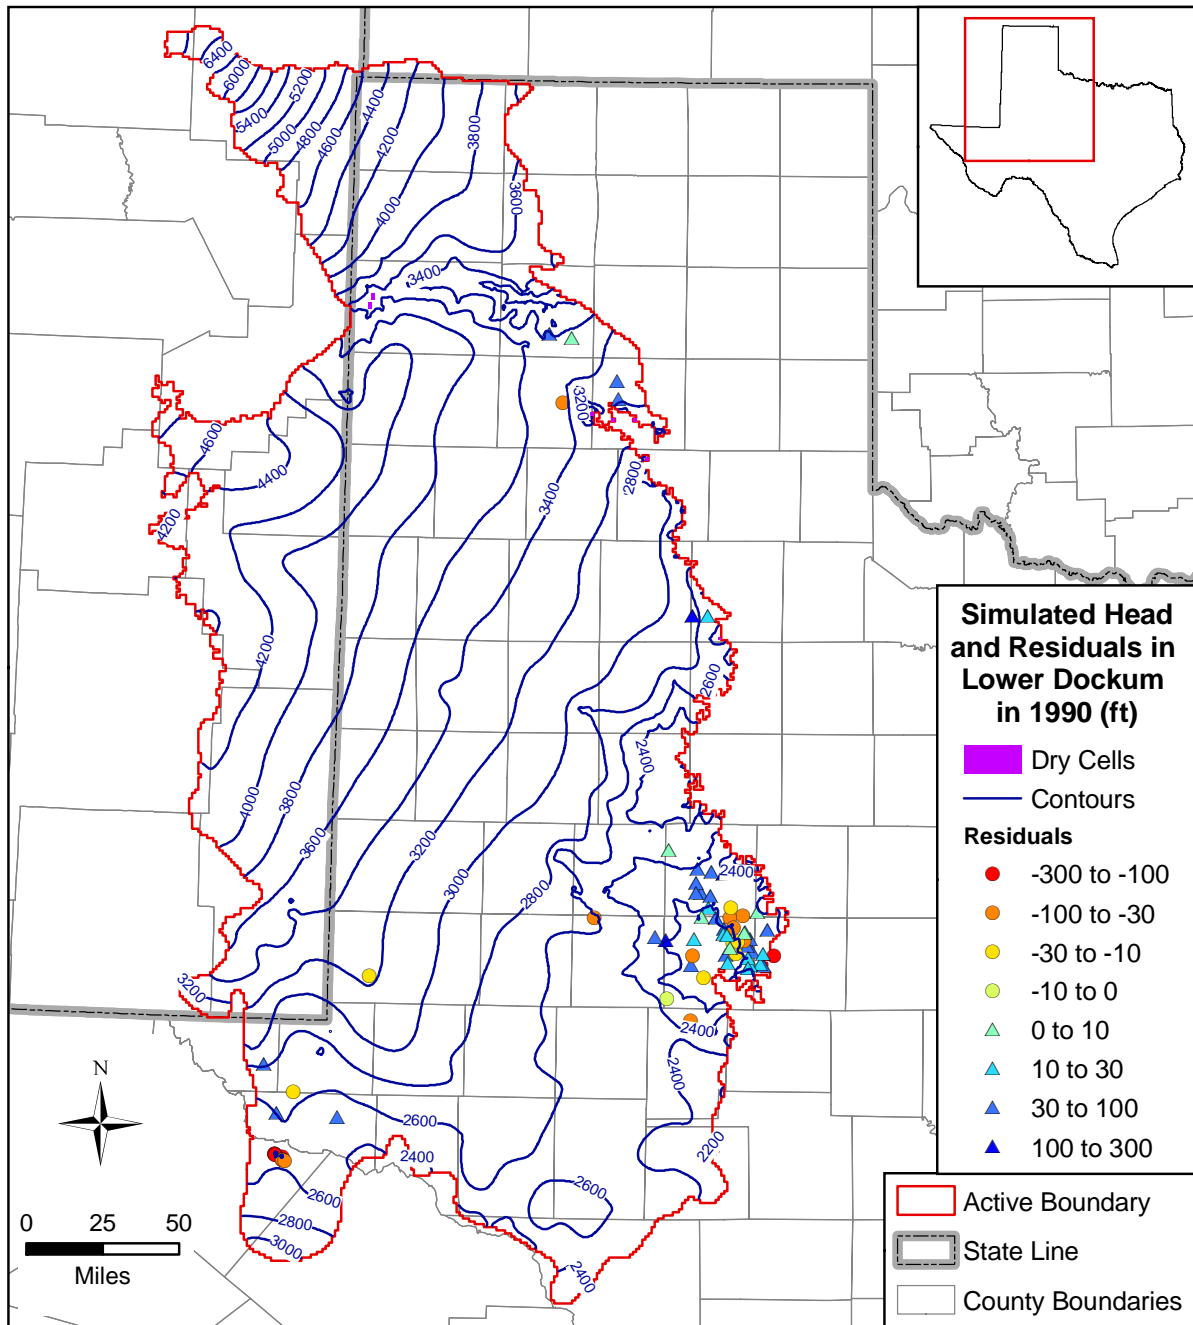 6400
6000
5200
5400
5000
4800
4600
4400
4200
4000
3800
3600
3400
3200
4600
4400
4200
2800
3400
4200
2600
2400
4000
3800
3600
3200
3000
2800
2400
3200
2400
2400
2600
2400
2200
2600
2600
2800
3000
2400
N
0 25 50
Miles
Simulated Head
and Residuals in
Lower Dockum
in 1990 (ft)
Dry Cells
Contours
Residuals
-300 to -100
-100 to -30
-30 to -10
-10 to 0
0 to 10
10 to 30
30 to 100
100 to 300
Active Boundary
State Line
County Boundaries